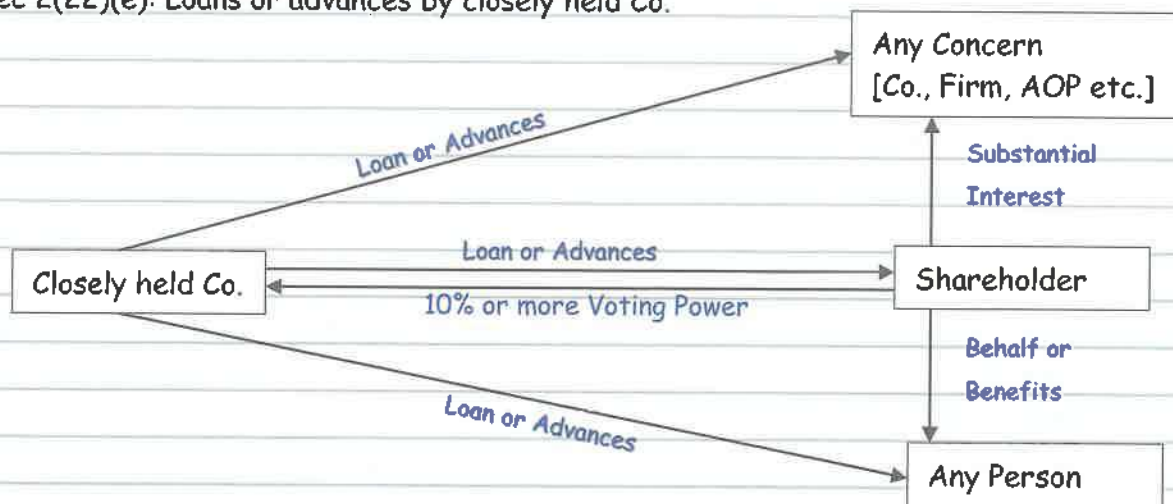 2(22)(e): Loans or advances by closely held Co.
Any Concern
[Co., Firm, AOP etc.]
Loan or Advances
Substantial
Interest
Loan or Advances
Closely held Co.
Shareholder
10% or more Voting Power
Behalf or
Benefits
Loan or Advances
Any Person